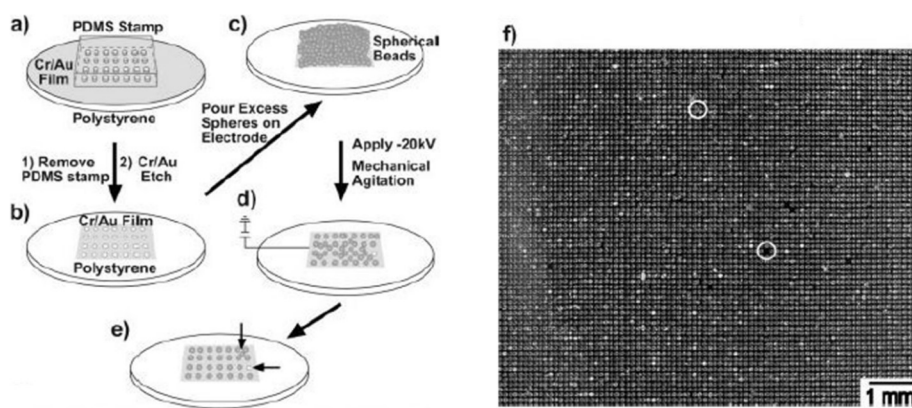 a)
PDMS Stamp
Cr/Au
Film
Polystyrene
1) Remove
PDMS stamp
2) Cr/Au
Etch
b)
Cr/Au Film
Polystyrene
c)
Spherical
Beads
Pour Excess
Spheres on
Electrode
Apply -20kV
Mechanical
Agitation
d)
e)
f)
1 mm